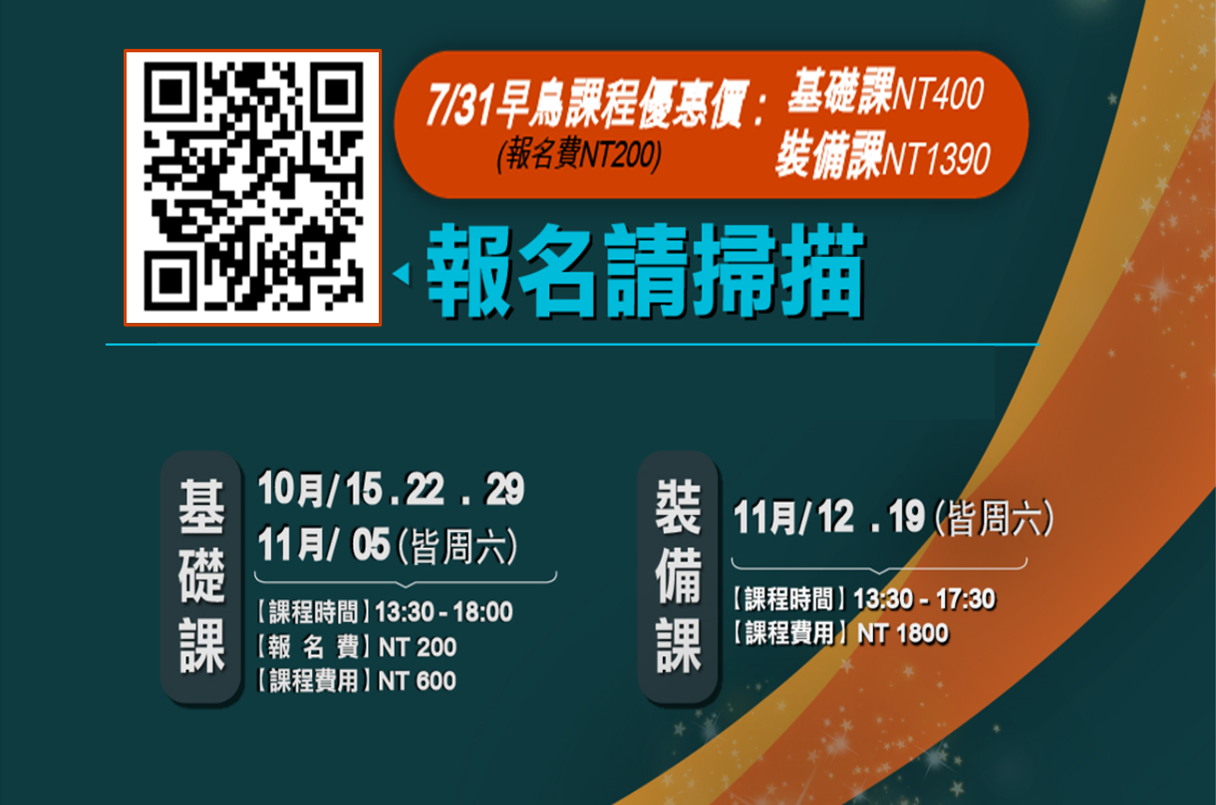 7/31早鳥課程優惠價：
(報名費NT200)
基礎課NT400
裝備課NT1390
報名請掃描
基礎課
10月/15.22 . 29
11月/ 05(皆周六)
【課程時間】13:30-18:00
【報 名 費】NT 200
【課程費用】NT 600
裝備課
11月/12 .19(皆周六)
【課程時間】13:30 - 17:30
【課程費用】NT 1800